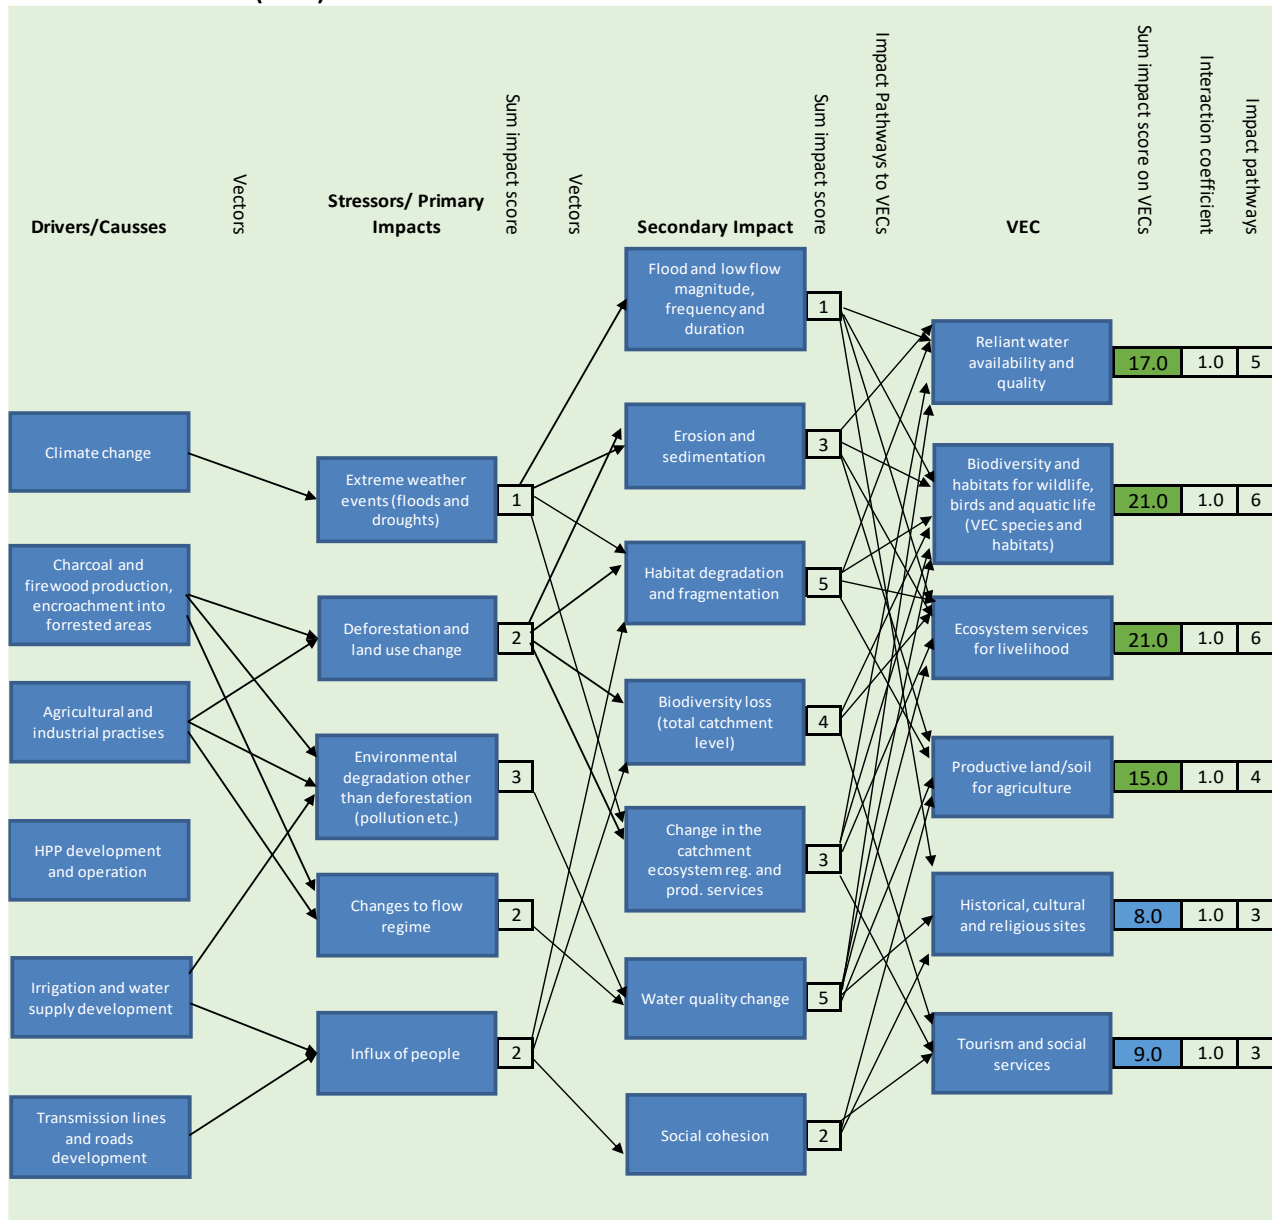 Sum impact score on VECs
Interaction coefficient
Impact pathways
Impact Pathways to VECs
Sum impact score
Sum impact score
Vectors
Vectors
Drivers/Causses
Stressors/ Primary
Impacts
Secondary Impact
VEC
Climate change
Charcoal and
firewood production,
encroachment into
forrested areas
Agricultural and
industrial practises
HPP development
and operation
Irrigation and water
supply development
Transmission lines
and roads
development
Extreme weather
events (floods and
droughts)
1
Deforestation and
land use change
2
Environmental
degradation other
than deforestation
(pollution etc.)
3
Changes to flow
regime
2
Influx of people
2
Flood and low flow
magnitude,
frequency and
duration
1
Erosion and
sedimentation
3
Habitat degradation
and fragmentation
5
Biodiversity loss
(total catchment
level)
4
Change in the
catchment
ecosystem reg. and
prod. services
3
Water quality change
5
Social cohesion
2
Reliant water
availability and
quality
17.0 1.0 5
Biodiversity and
habitats for wildlife,
birds and aquatic life
(VEC species and
habitats)
21.0 1.0 6
Ecosystem services
for livelihood
21.0 1.0 6
Productive land/soil
for agriculture
15.0 1.0 4
Historical, cultural
and religious sites
8.0 1.0 3
Tourism and social
services
9.0 1.0 3